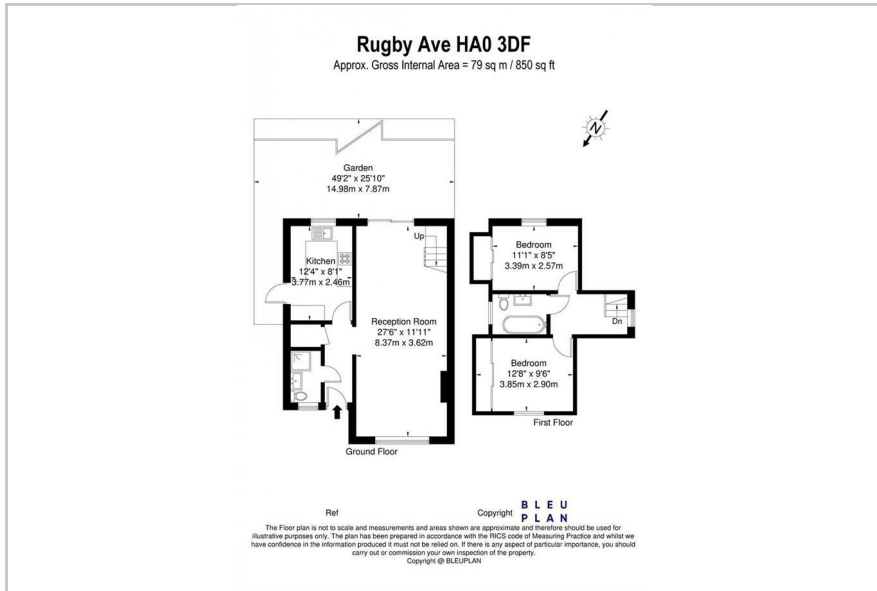 Rugby Ave HA0 3DF
Approx. Gross Internal Area = 79 sq m / 850 sq ft
N
Garden
49'2" x 25'10"
14.98m x 7.87m
Up
Kitchen
12'4" x 8'1"
3.77m x 2.46m
Reception Room
27'6" x 11'11"
8.37m x 3.62m
Ground Floor
Bedroom
11'1" x 8'5"
3.39m x 2.57m
Dn
Bedroom
12'8" x 9'6"
3.85m x 2.90m
First Floor
Ref
Copyright
BLEU
PLAN
The Floor plan is not to scale and measurements and areas shown are approximate and therefore should be used for
illustrative purposes only. The plan has been prepared in accordance with the RICS code of Measuring Practice and whilst we
have confidence in the information produced it must not be relied on. If there is any aspect of particular importance, you should
carry out or commission your own inspection of the property.
Copyright @ BLEUPLAN